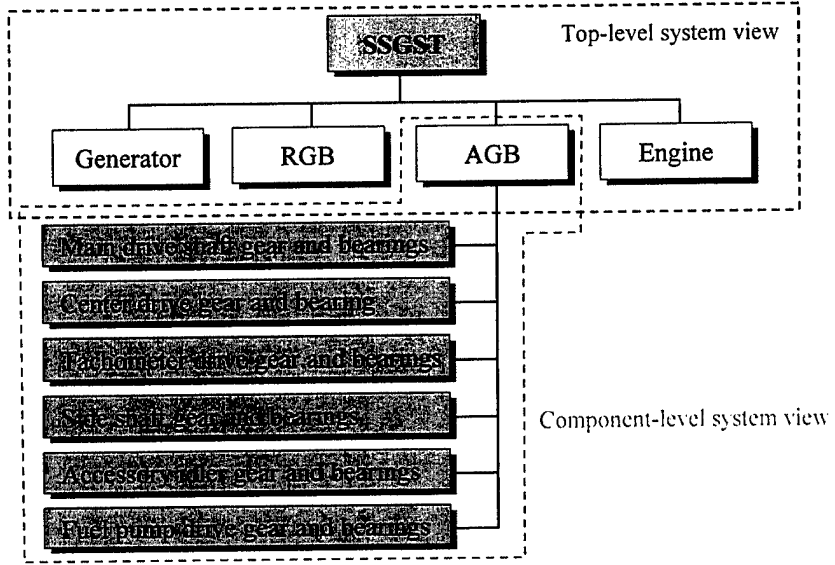 SSGST
Top-level system view
Generator
RGB
AGB
Engine
Main drive shaft gear and bearings
Center drive gear and bearing
Tachometer drive gear and bearings
Side shaft gear and bearings
Component-level system view
Accessory idler gear and bearings
Fuel pump drive gear and bearings